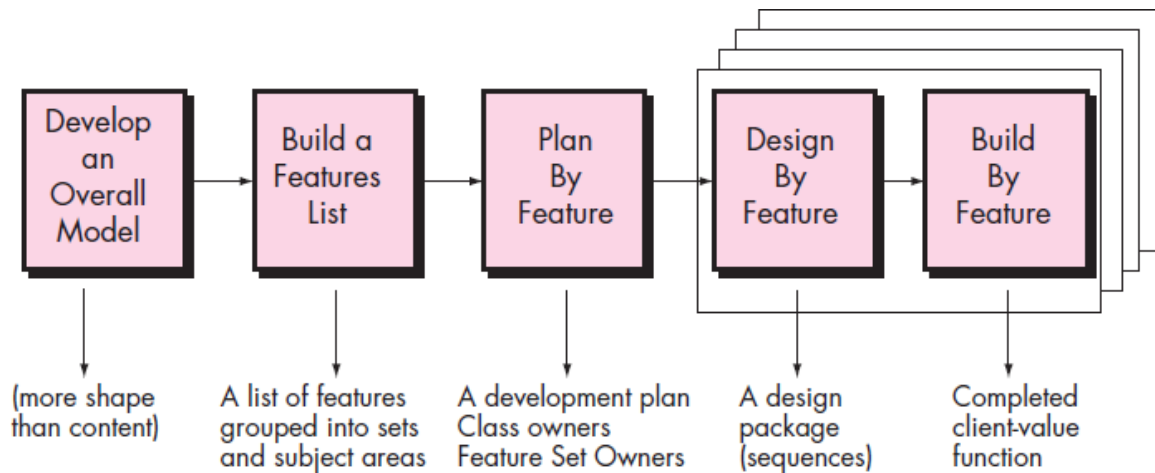 Develop
an
Overall
Model
Build a
Features
List
Plan
By
Feature
Design
By
Feature
Build
By
Feature
(more shape
than content)
A list of features
grouped into sets
and subject areas
A development plan
Class owners
Feature Set Owners
A design
package
(sequences)
Completed
client-value
function